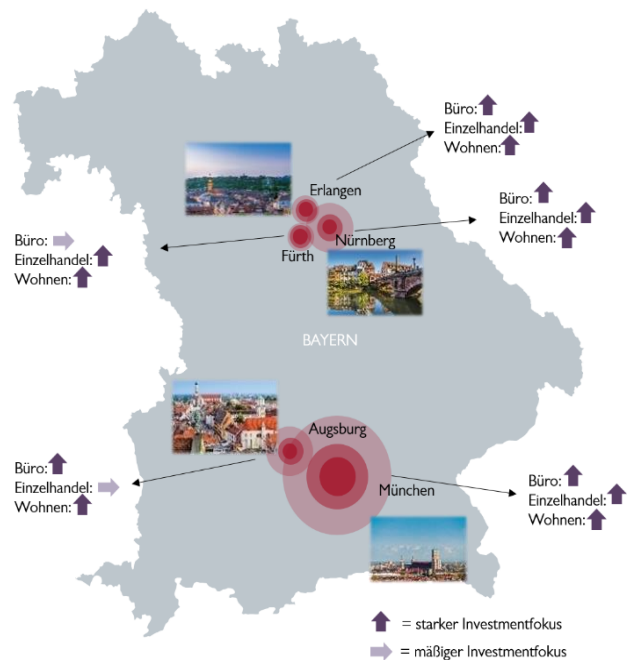 Büro:
Einzelhandel:
Wohnen:
Erlangen
Büro:
Einzelhandel:
Wohnen:
Nürnberg
Fürth
Büro:
Einzelhandel:
Wohnen:
BAYERN
Augsburg
München
Büro:
Einzelhandel:
Wohnen:
Büro:
Einzelhandel:
Wohnen:
= starker Investmentfokus
= mäßiger Investmentfokus